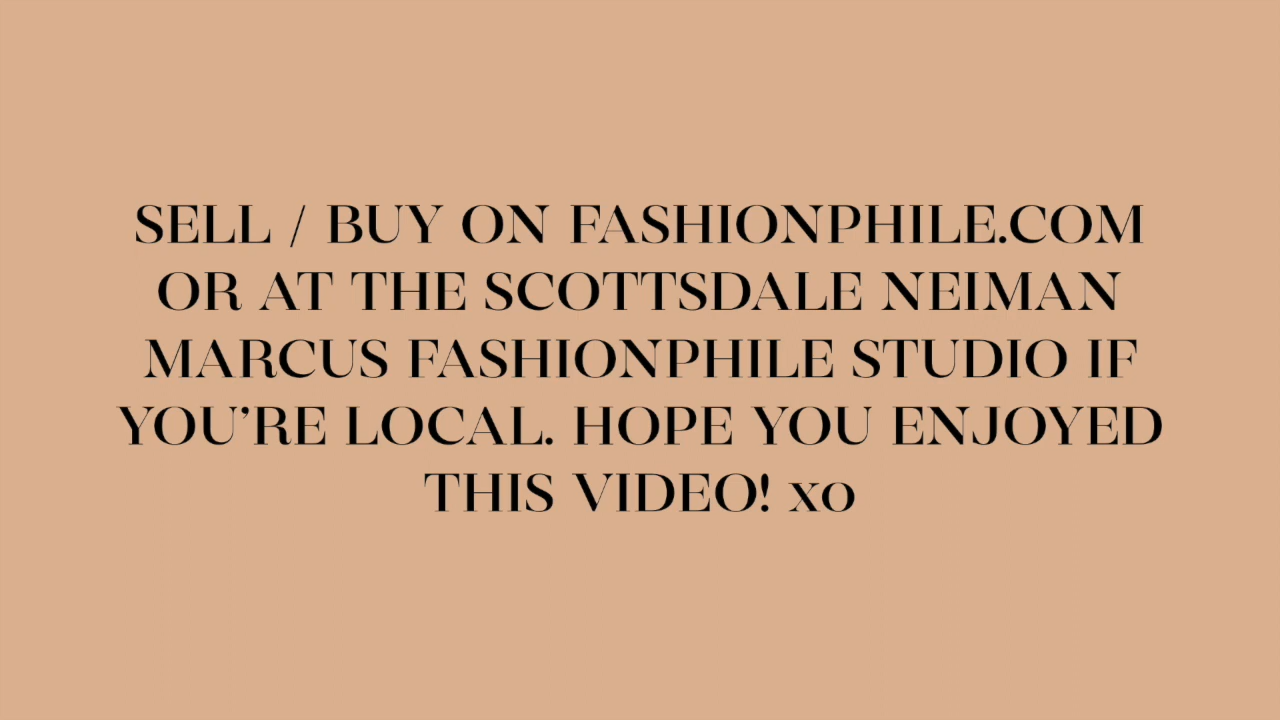 SELL / BUY ON FASHIONPHILE.COM
OR AT THE SCOTTSDALE NEIMAN
MARCUS FASHIONPHILE STUDIO IF
YOU’RE LOCAL. HOPE YOU ENJOYED
THIS VIDEO! xo